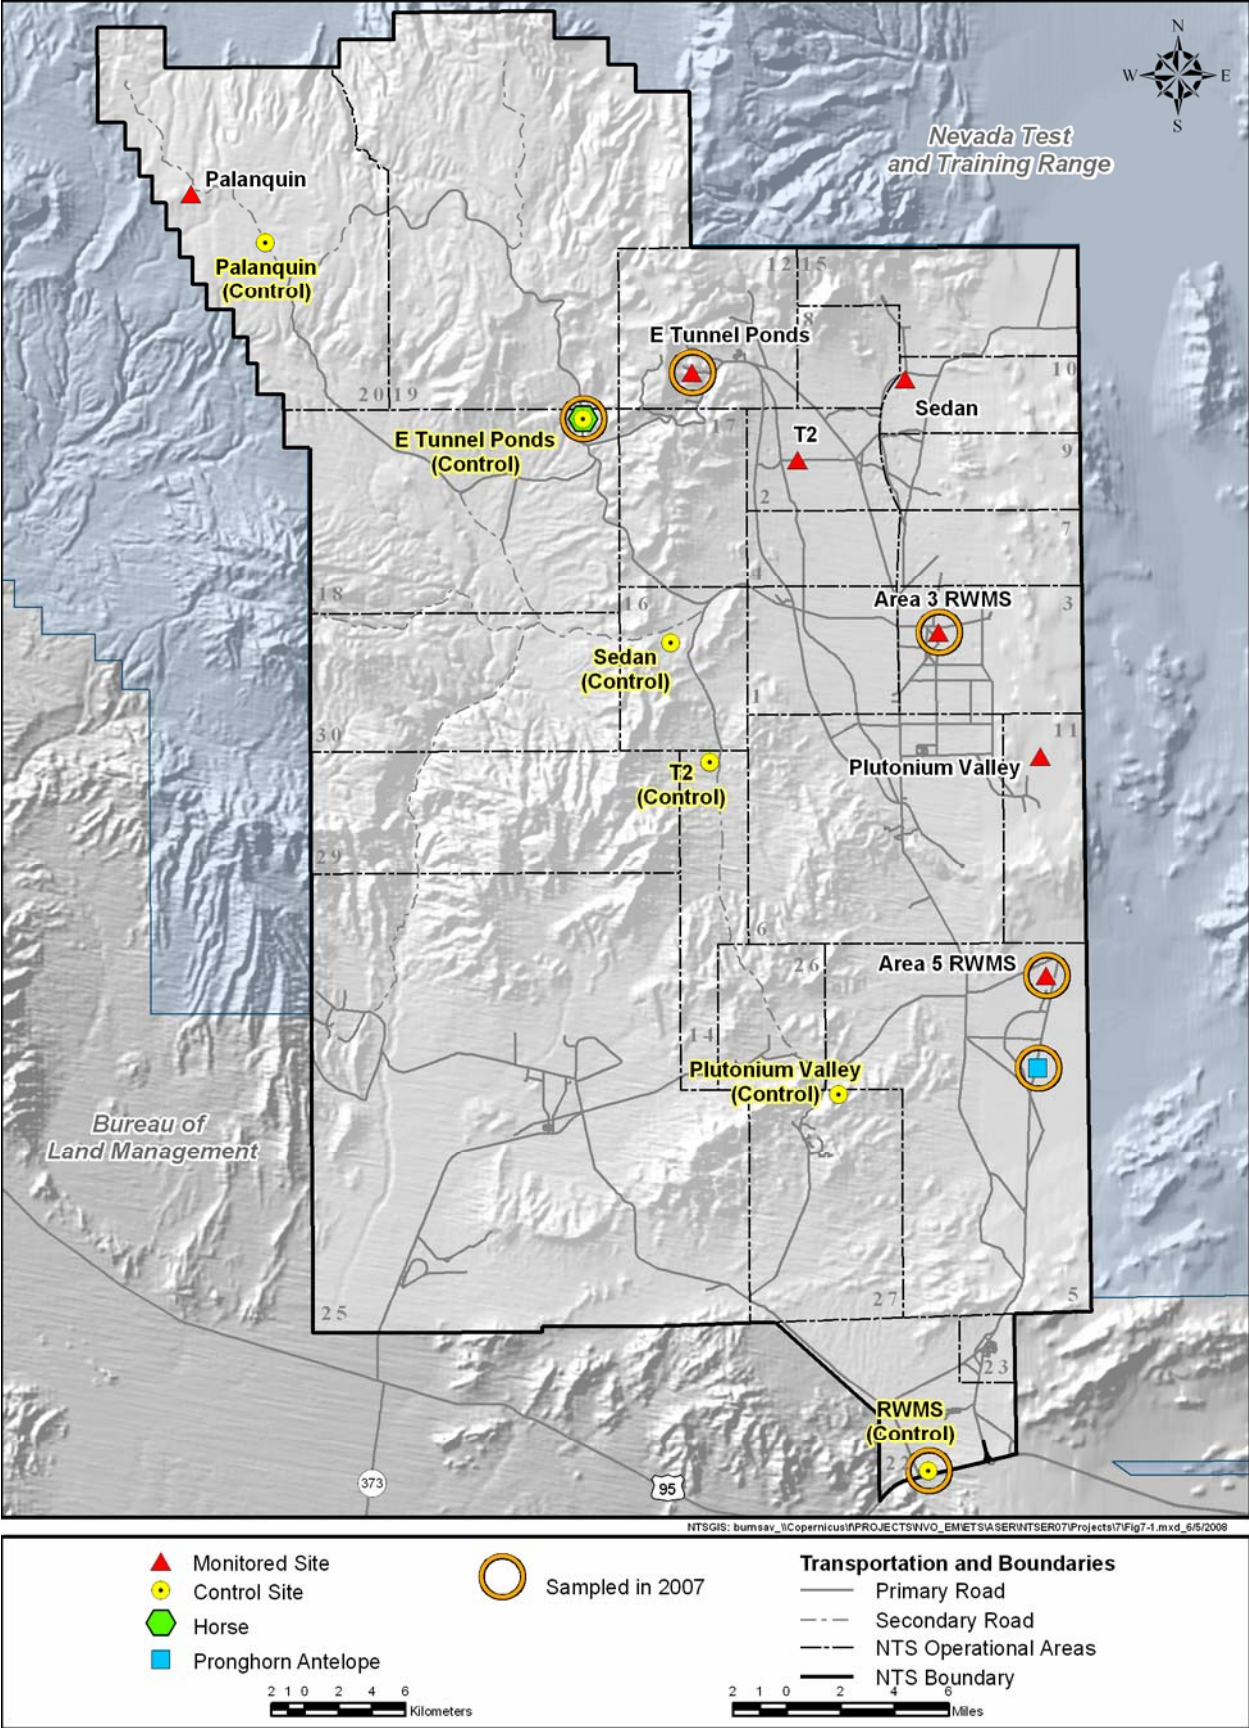 N
W E
S
Nevada Test
and Training Range
Palanquin
Palanquin
(Control)
12 15
8
E Tunnel Ponds
10
20 19
Sedan
17
E Tunnel Ponds
(Control)
T2
9
2
7
4
18
16
Area 3 RWMS
3
Sedan
(Control)
1
30
11
T2
(Control)
Plutonium Valley
29
6
26
Area 5 RWMS
14
Plutonium Valley
(Control)
Bureau of
Land Management
25
27
5
23
RWMS
(Control)
22
373
95
NTSGIS: burnsav_\\Copernicus\f\PROJECTS\NVO_EM\ETS\ASER\NTSER07\Projects\7\Fig7-1.mxd_6/5/2008
Monitored Site
Control Site
Horse
Pronghorn Antelope
Sampled in 2007
Transportation and Boundaries
Primary Road
Secondary Road
NTS Operational Areas
NTS Boundary
2 1 0 2 4 6
Kilometers
2 1 0 2 4 6
Miles